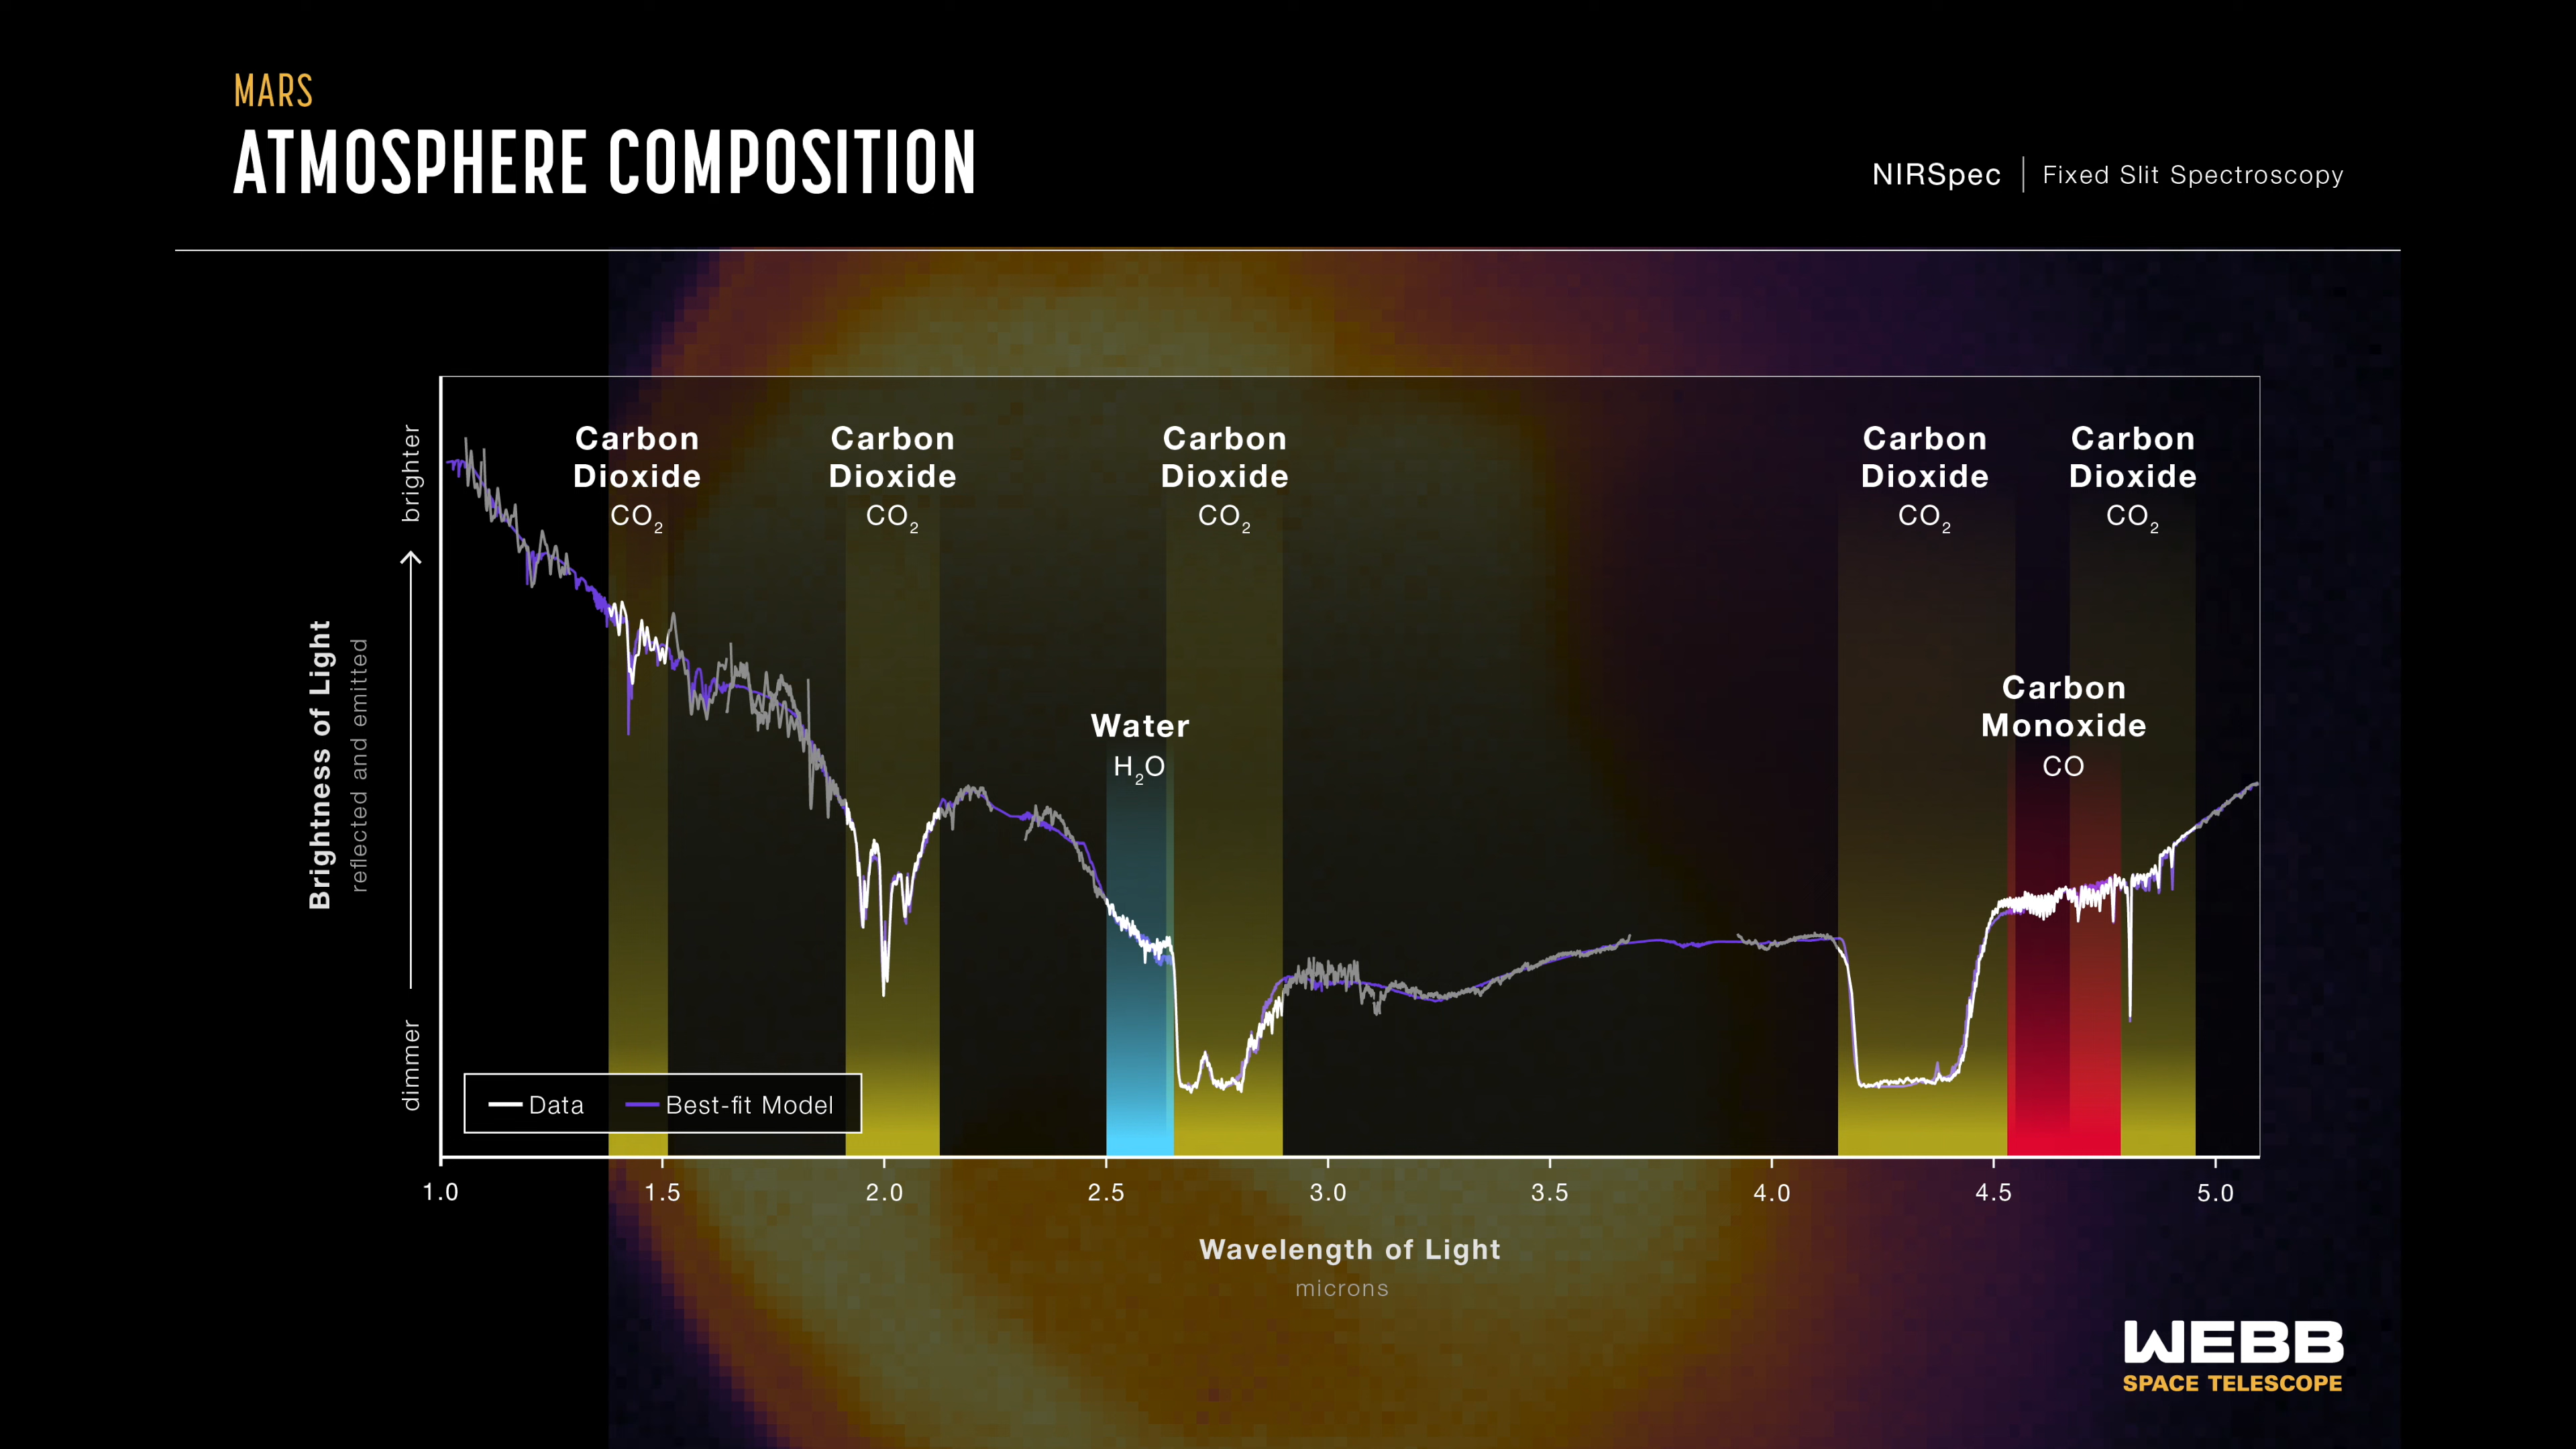 MARS
ATMOSPHERE COMPOSITION
NIRSpec | Fixed Slit Spectroscopy
Carbon
Dioxide
CO₂
Carbon
Dioxide
CO₂
Carbon
Dioxide
CO₂
Carbon
Dioxide
CO₂
Carbon
Dioxide
CO₂
Water
H₂O
Carbon
Monoxide
CO
brighter
dimmer
Brightness of Light
reflected and emitted
Data
Best-fit Model
1.0 1.5 2.0 2.5 3.0 3.5 4.0 4.5 5.0
Wavelength of Light
microns
WEBB
SPACE TELESCOPE